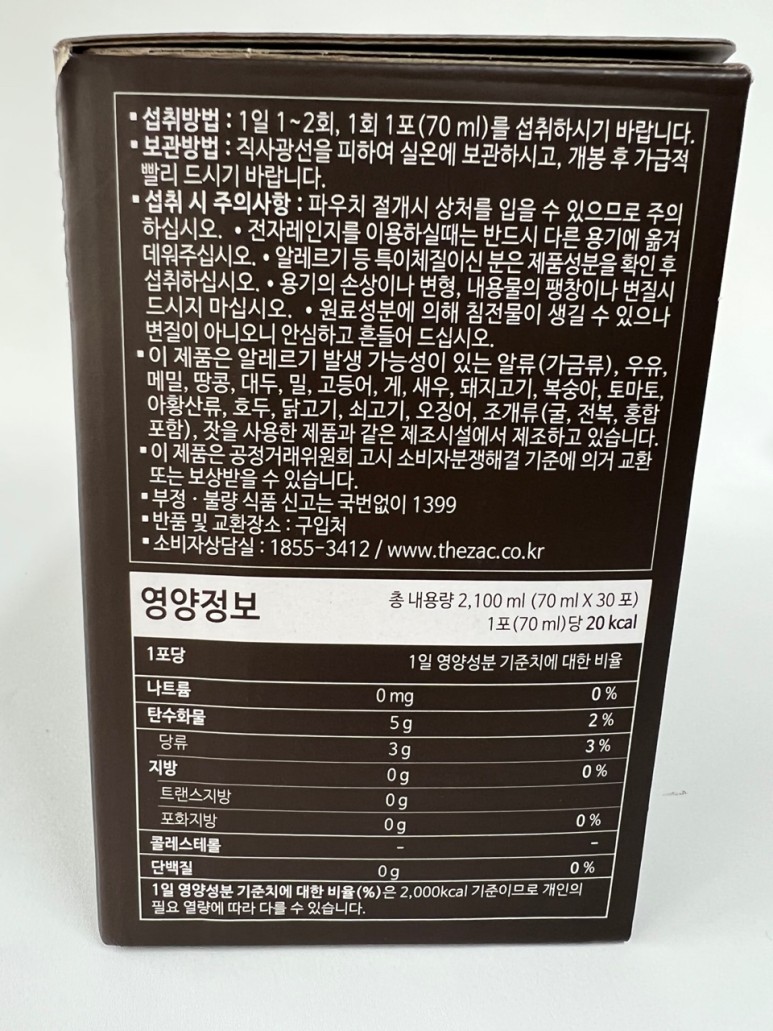 ▪섭취방법 : 1일 1~2회, 1회 1포(70 ml)를 섭취하시기 바랍니다.
▪보관방법 : 직사광선을 피하여 실온에 보관하시고, 개봉 후 가급적
빨리 드시기 바랍니다.
▪섭취 시 주의사항 : 파우치 절개시 상처를 입을 수 있으므로 주의
하십시오. • 전자레인지를 이용하실때는 반드시 다른 용기에 옮겨
데워주십시오. • 알레르기 등 특이체질이신 분은 제품성분을 확인 후
섭취하십시오. • 용기의 손상이나 변형, 내용물의 팽창이나 변질시
드시지 마십시오. • 원료성분에 의해 침전물이 생길 수 있으나
변질이 아니오니 안심하고 흔들어 드십시오.
▪이 제품은 알레르기 발생 가능성이 있는 알류(가금류), 우유,
메밀, 땅콩, 대두, 밀, 고등어, 게, 새우, 돼지고기, 복숭아, 토마토,
아황산류, 호두, 닭고기, 쇠고기, 오징어, 조개류(굴, 전복, 홍합
포함), 잣을 사용한 제품과 같은 제조시설에서 제조하고 있습니다.
▪이 제품은 공정거래위원회 고시 소비자분쟁해결 기준에 의거 교환
또는 보상받을 수 있습니다.
▪부정 · 불량 식품 신고는 국번없이 1399
▪반품 및 교환장소 : 구입처
▪소비자상담실 : 1855-3412 / www.thezac.co.kr
영양정보 총 내용량 2,100 ml (70 ml X 30 포)
1포(70 ml)당 20 kcal
1포당 1일 영양성분 기준치에 대한 비율
나트륨 0 mg 0 %
탄수화물 5 g 2 %
당류 3 g 3 %
지방 0 g 0 %
트랜스지방 0 g
포화지방 0 g 0 %
콜레스테롤 – –
단백질 0 g 0 %
1일 영양성분 기준치에 대한 비율(%)은 2,000kcal 기준이므로 개인의
필요 열량에 따라 다를 수 있습니다.